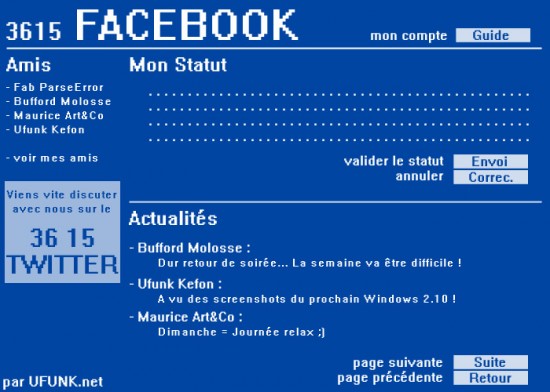 3615 FACEBOOK
mon compte Guide
Amis
- Fab ParseError
- Bufford Molosse
- Maurice Art&Co
- Ufunk Kefon
- voir mes amis
Viens vite discuter
avec nous sur le
36 15
TWITTER
Mon Statut
valider le statut Envoi
annuler Correc.
Actualités
- Bufford Molosse :
Dur retour de soirée... La semaine va être difficile !
- Ufunk Kefon :
A vu des screenshots du prochain Windows 2.10 !
- Maurice Art&Co :
Dimanche = Journée relax ;)
page suivante Suite
page précédente Retour
par UFUNK.net